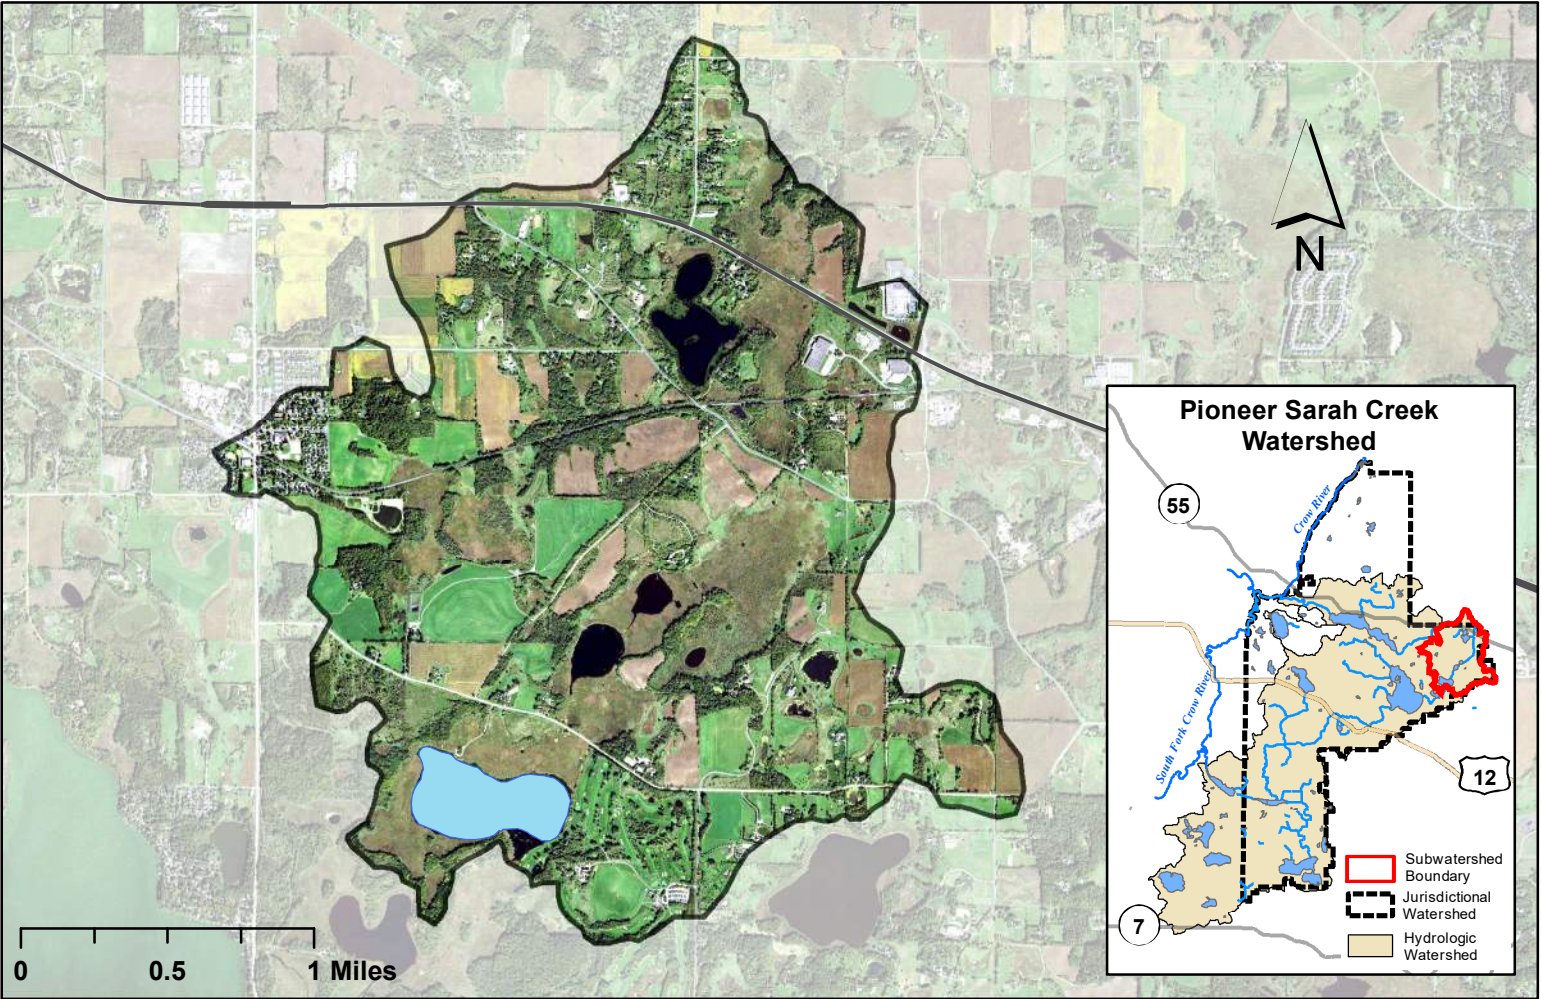 N
0
0.5
1 Miles
Pioneer Sarah Creek
Watershed
55
Crow River
South Fork Crow River
12
7
Subwatershed
Boundary
Jurisdictional
Watershed
Hydrologic
Watershed